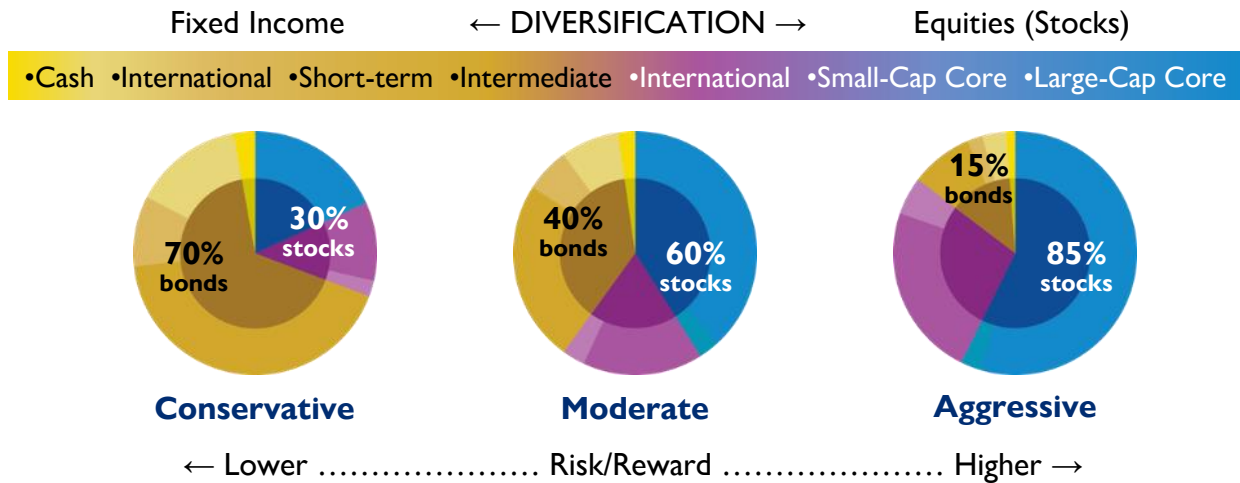 Fixed Income ← DIVERSIFICATION → Equities (Stocks)
•Cash •International •Short-term •Intermediate •International •Small-Cap Core •Large-Cap Core
70%
bonds
30%
stocks
40%
bonds
60%
stocks
15%
bonds
85%
stocks
Conservative Moderate Aggressive
← Lower ………………….. Risk/Reward ………………….. Higher →